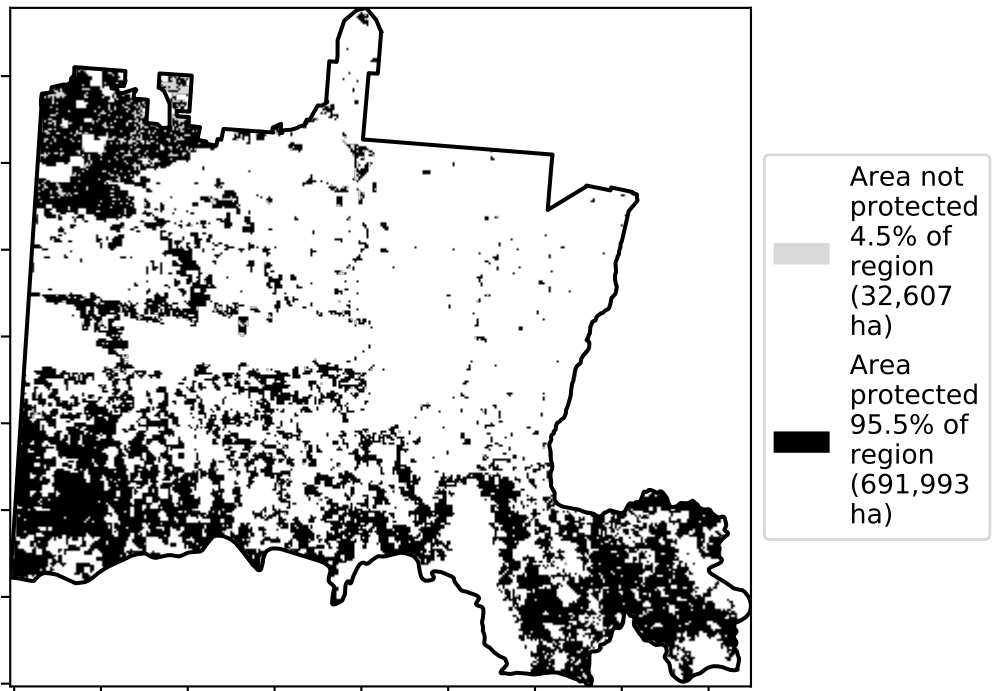 Area not
protected
4.5% of
region
(32,607
ha)
Area
protected
95.5% of
region
(691,993
ha)